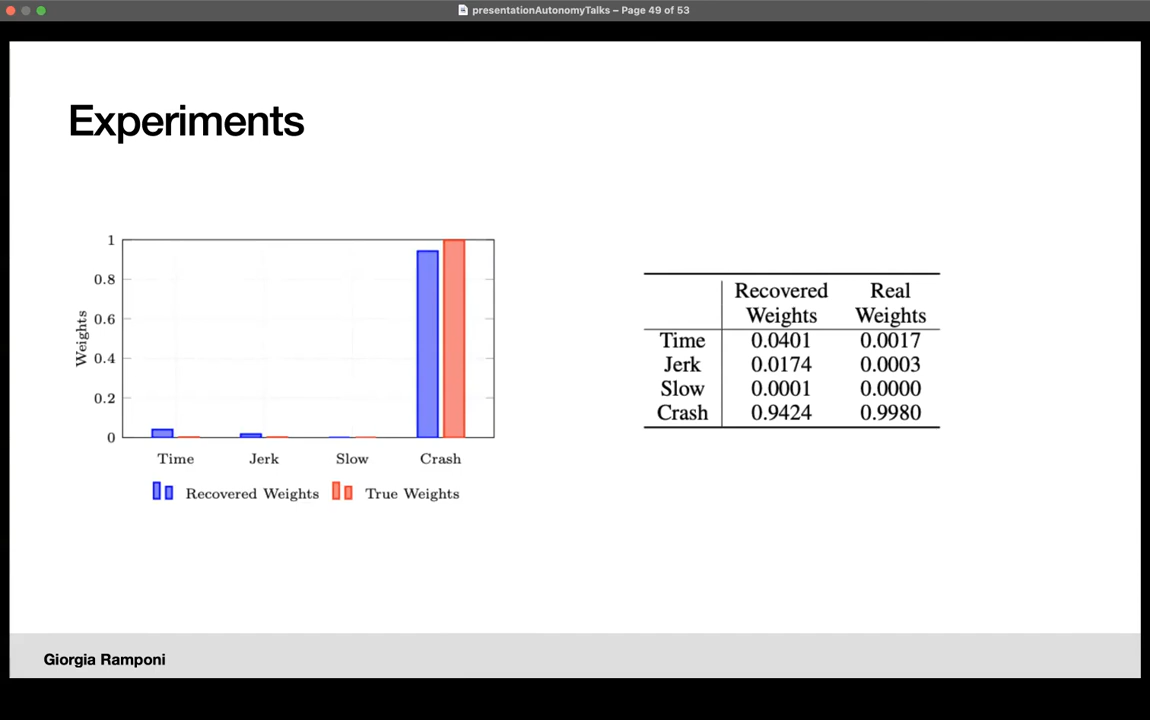 presentationAutonomyTalks – Page 49 of 53
Experiments
1
0.8
0.6
0.4
0.2
0
Weights
Time Jerk Slow Crash
Recovered Weights True Weights
Recovered Real
Weights Weights
Time 0.0401 0.0017
Jerk 0.0174 0.0003
Slow 0.0001 0.0000
Crash 0.9424 0.9980
Giorgia Ramponi